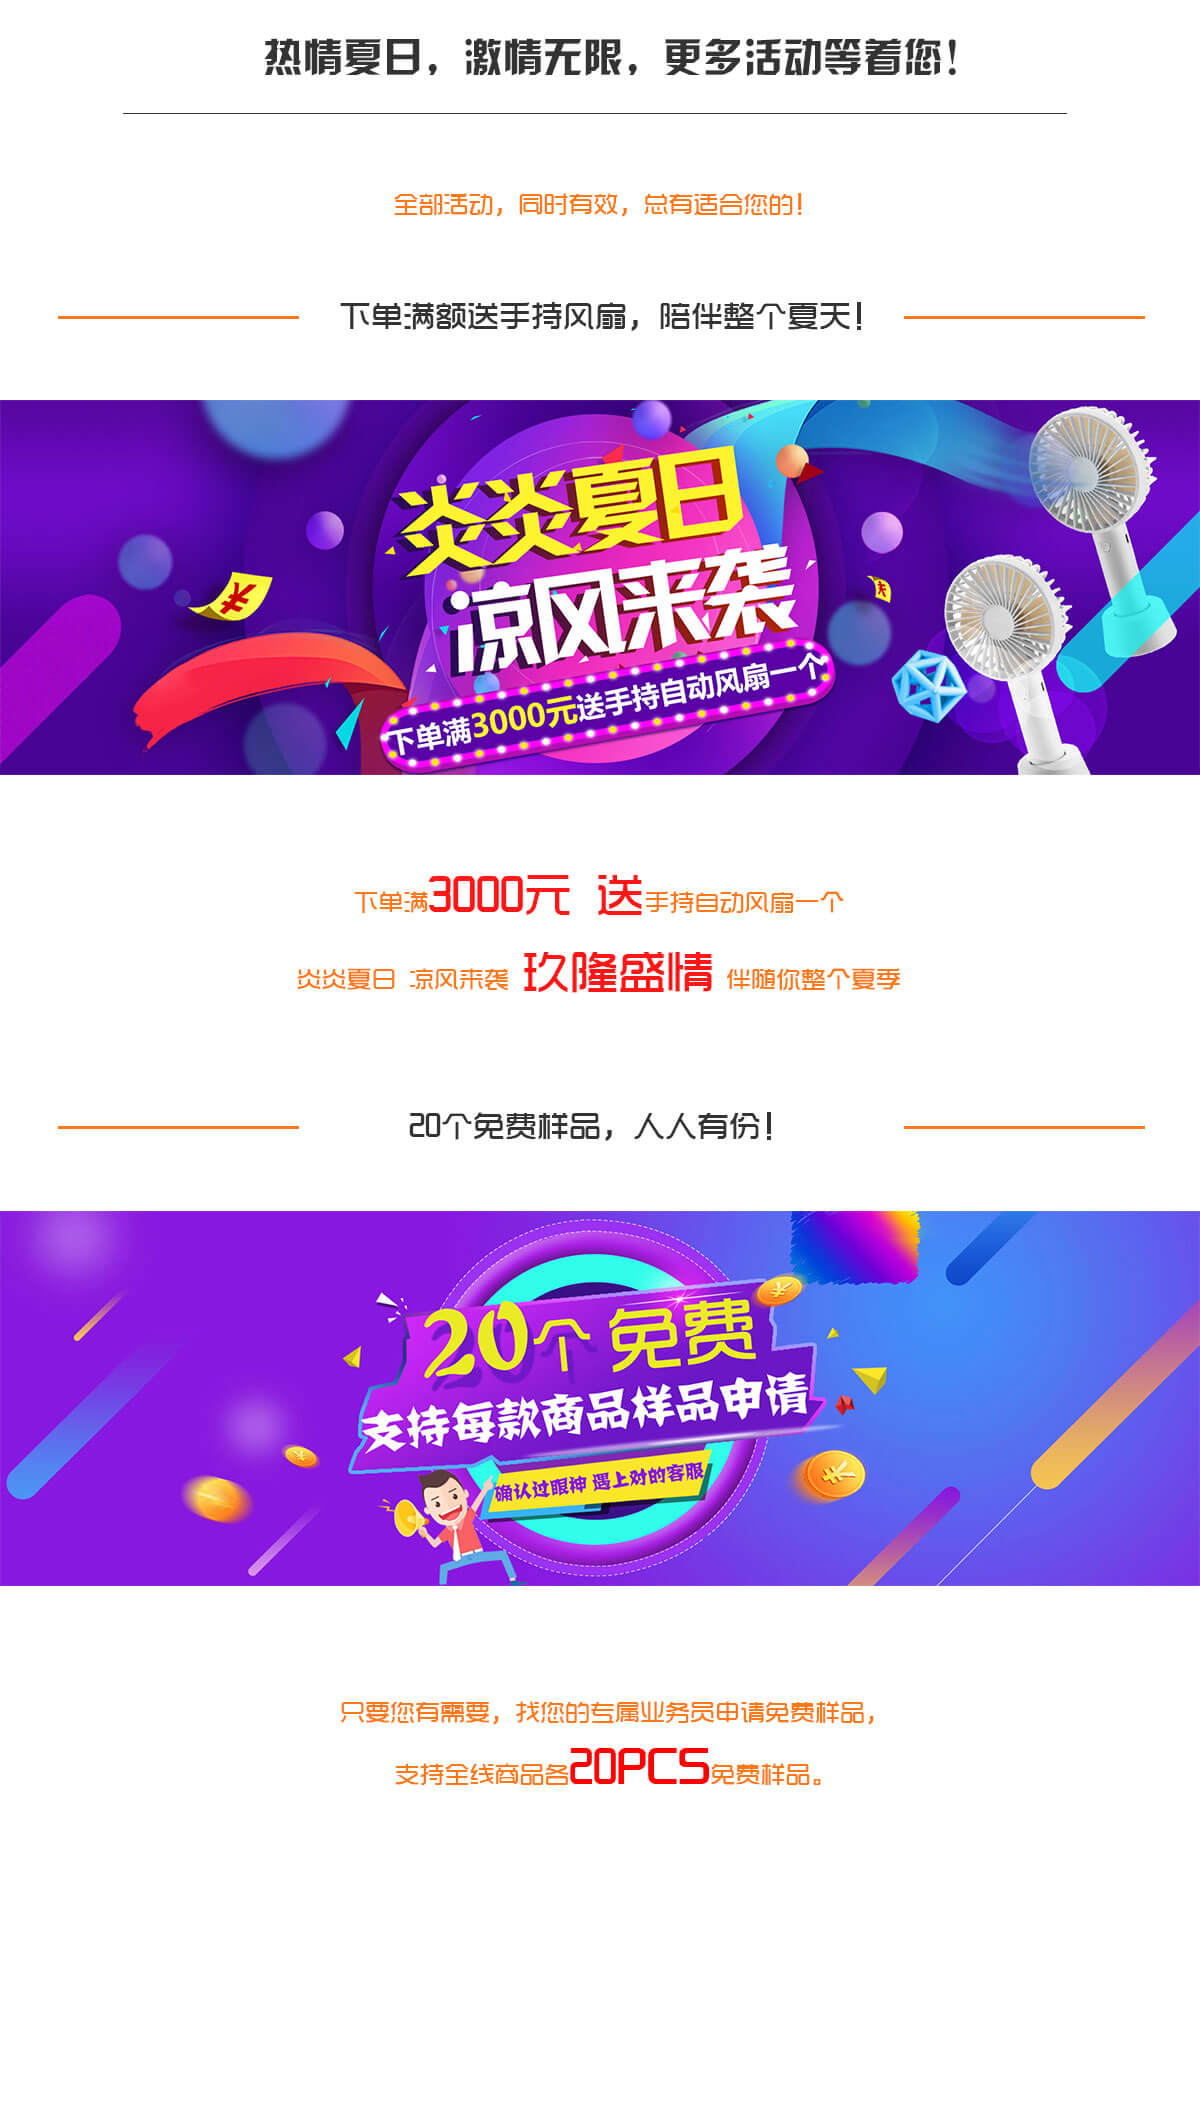 热情夏日，激情无限，更多活动等着您！
全部活动，同时有效，总有适合您的！
下单满额送手持风扇，陪伴整个夏天！
炎炎夏日
凉风来袭
下单满3000元送手持自动风扇一个
下单满3000元 送手持自动风扇一个
炎炎夏日 凉风来袭 玖隆盛情 伴随你整个夏季
20个免费样品，人人有份！
20个 免费
支持每款商品样品申请
确认过眼神 遇上对的客服
只要您有需要，找您的专属业务员申请免费样品，
支持全线商品各20PCS免费样品。